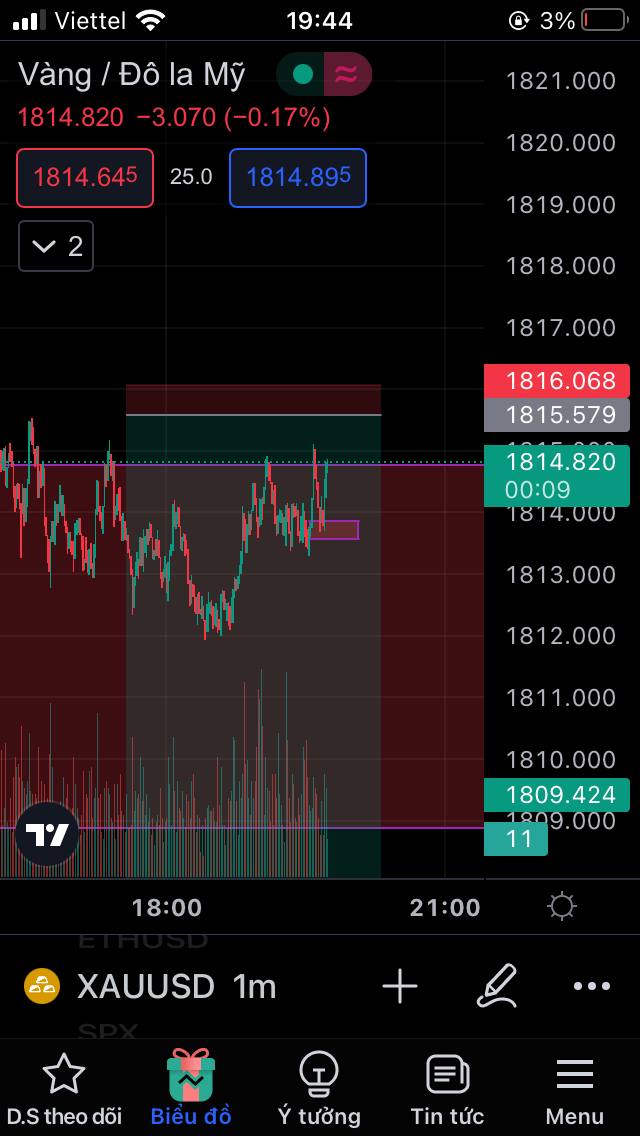 Viettel 19:44 3%
Vàng / Đô la Mỹ
1814.820 −3.070 (−0.17%)
1814.645 25.0 1814.895
2
1821.000
1820.000
1819.000
1818.000
1817.000
1816.068
1815.579
1815.000
1814.820
00:09
1814.000
1813.000
1812.000
1811.000
1810.000
1809.424
1809.000
11
18:00 21:00
ETHUSD
XAUUSD 1m
SPX
D.S theo dõi Biểu đồ Ý tưởng Tin tức Menu